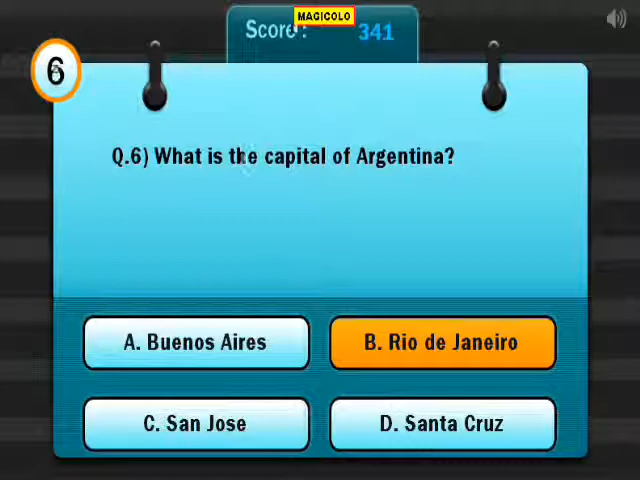 MAGICOLO
Score: 341
6
Q.6) What is the capital of Argentina?
A. Buenos Aires
B. Rio de Janeiro
C. San Jose
D. Santa Cruz